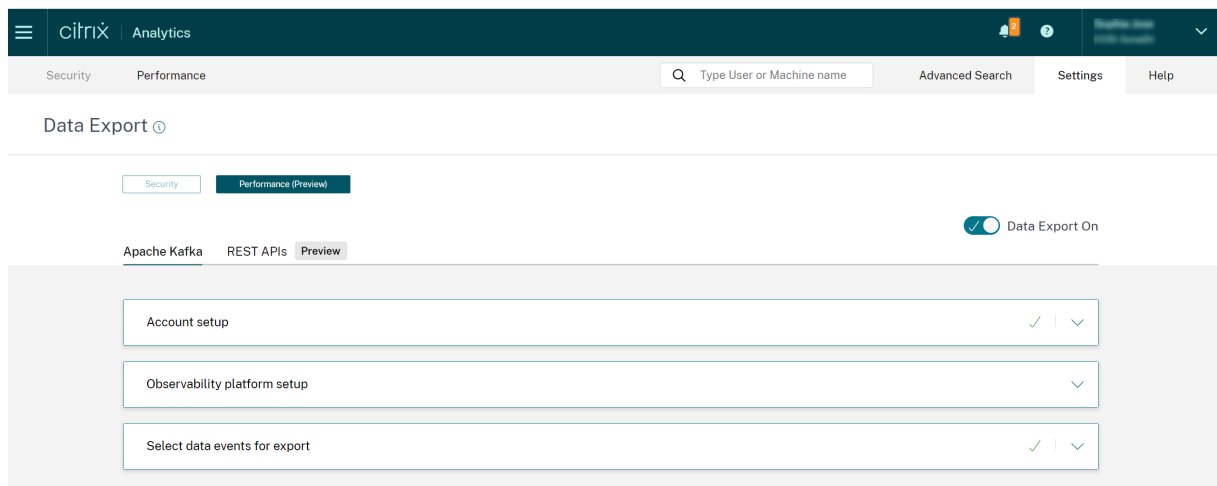 citrix | Analytics
2
?
Security
Performance
Type User or Machine name
Advanced Search
Settings
Help
Data Export
Security
Performance (Preview)
Data Export On
Apache Kafka
REST APIs
Preview
Account setup
Observability platform setup
Select data events for export